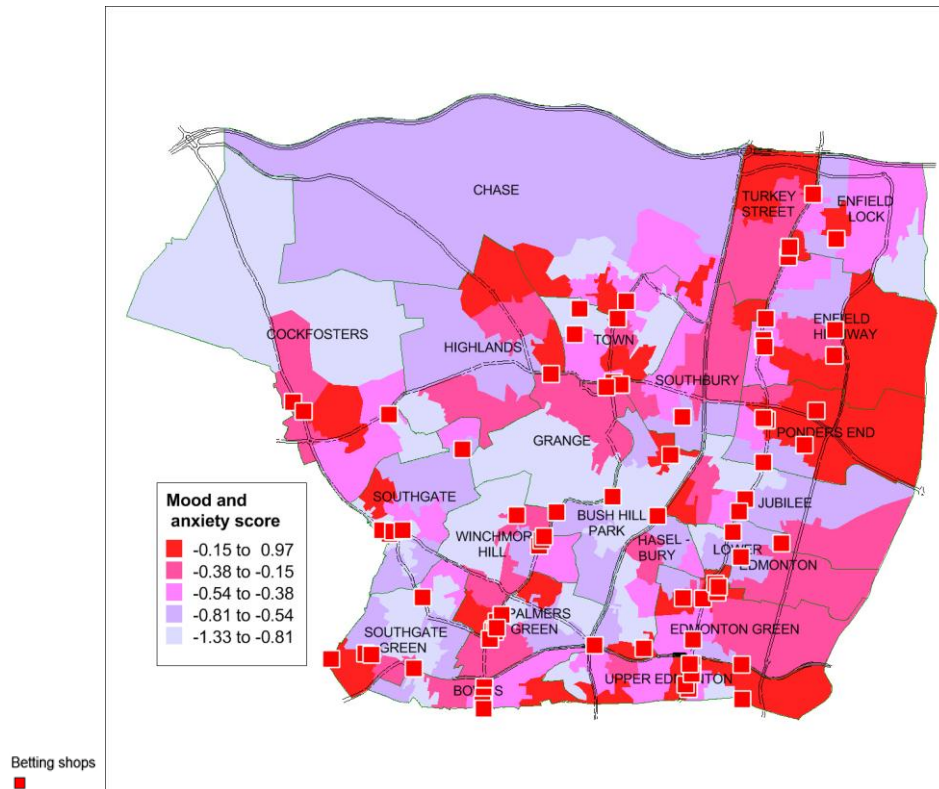 CHASE
TURKEY
STREET
ENFIELD
LOCK
COCKFOSTERS
HIGHLANDS
TOWN
ENFIELD
HIGHWAY
SOUTHBURY
GRANGE
PONDERS END
SOUTHGATE
JUBILEE
BUSH HILL
PARK
WINCHMORE
HILL
HASEL -
BURY
LOWER
EDMONTON
PALMERS
GREEN
EDMONTON GREEN
SOUTHGATE
GREEN
UPPER EDMONTON
BOWES
Mood and
anxiety score
-0.15 to 0.97
-0.38 to -0.15
-0.54 to -0.38
-0.81 to -0.54
-1.33 to -0.81
Betting shops